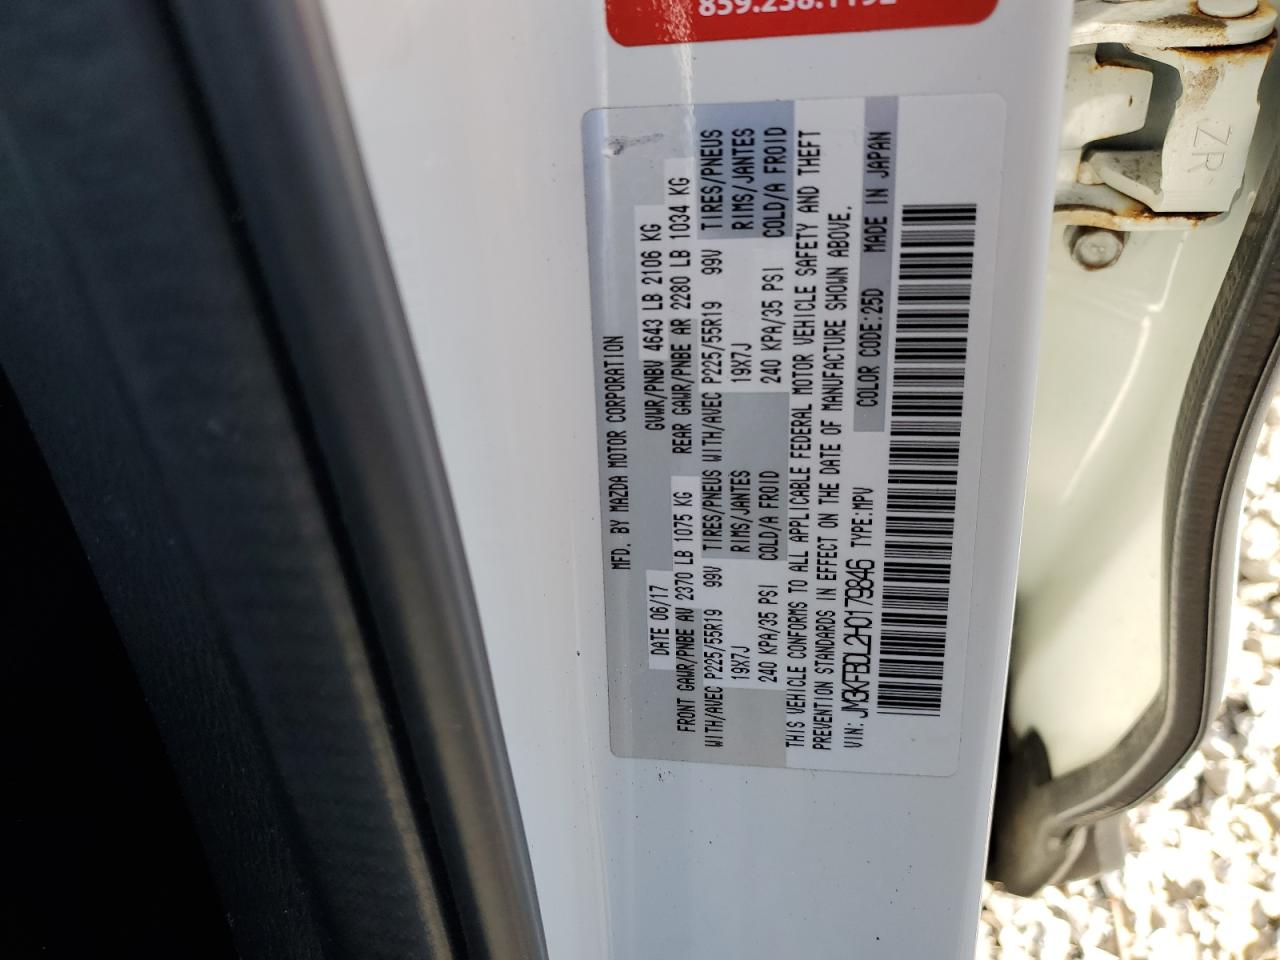 MFD. BY MAZDA MOTOR CORPORATION
DATE 06/17 GVWR/PNBV 4643 LB 2106 KG
FRONT GAWR/PNBE AV 2370 LB 1075 KG REAR GAWR/PNBE AR 2280 LB 1034 KG
WITH/AVEC P225/55R19 99V TIRES/PNEUS WITH/AVEC P225/55R19 99V TIRES/PNEUS
19X7J RIMS/JANTES 19X7J RIMS/JANTES
240 KPA/35 PSI COLD/A FROID 240 KPA/35 PSI COLD/A FROID
THIS VEHICLE CONFORMS TO ALL APPLICABLE FEDERAL MOTOR VEHICLE SAFETY AND THEFT
PREVENTION STANDARDS IN EFFECT ON THE DATE OF MANUFACTURE SHOWN ABOVE.
VIN: JM3KFBDL2H0179846 TYPE:MPV COLOR CODE:25D MADE IN JAPAN
ZR